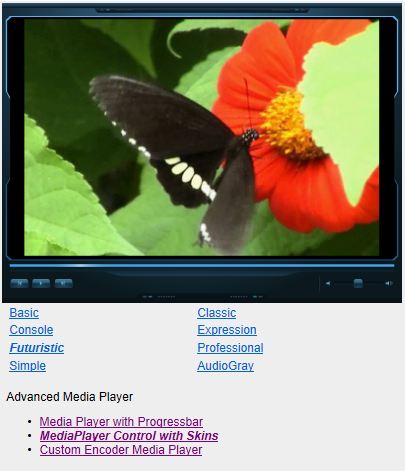 Basic Classic
Console Expression
Futuristic Professional
Simple AudioGray
Advanced Media Player
Media Player with Progressbar
MediaPlayer Control with Skins
Custom Encoder Media Player